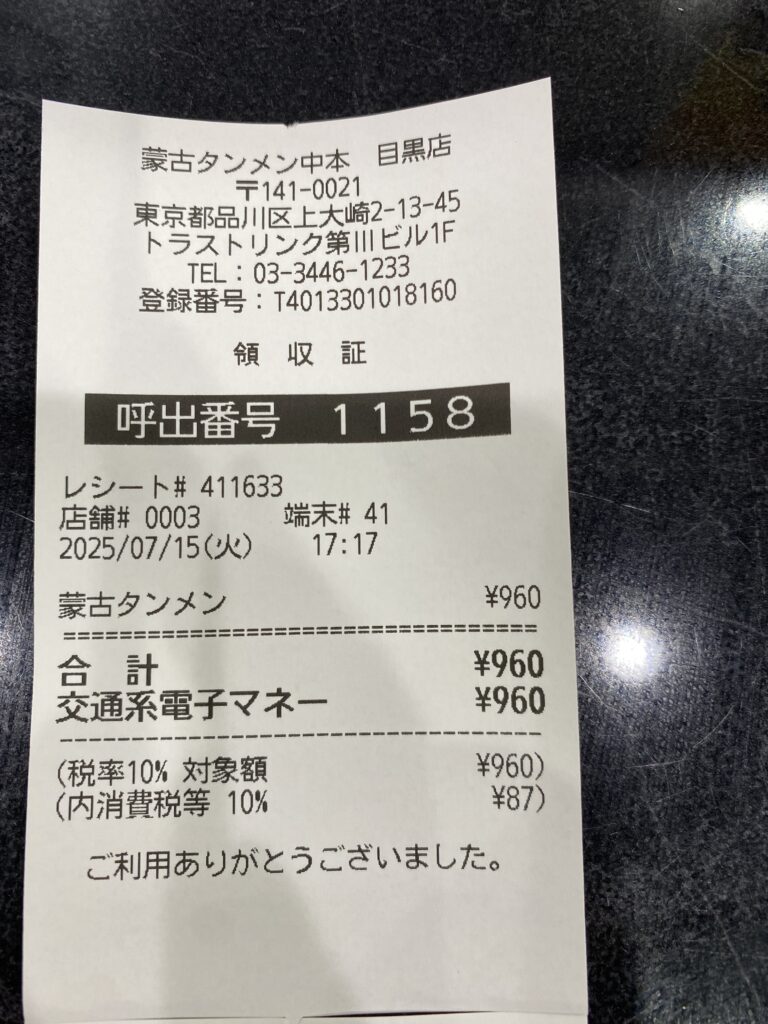 蒙古タンメン中本　目黒店
〒141-0021
東京都品川区上大崎2-13-45
トラストリンク第Ⅲビル1F
TEL：03-3446-1233
登録番号：T4013301018160
領　収　証
呼出番号　1158
レシート# 411633
店舗# 0003　端末# 41
2025/07/15(火)　17:17
蒙古タンメン　¥960
合　計　¥960
交通系電子マネー　¥960
(税率10% 対象額　¥960)
(内消費税等 10%　¥87)
ご利用ありがとうございました。